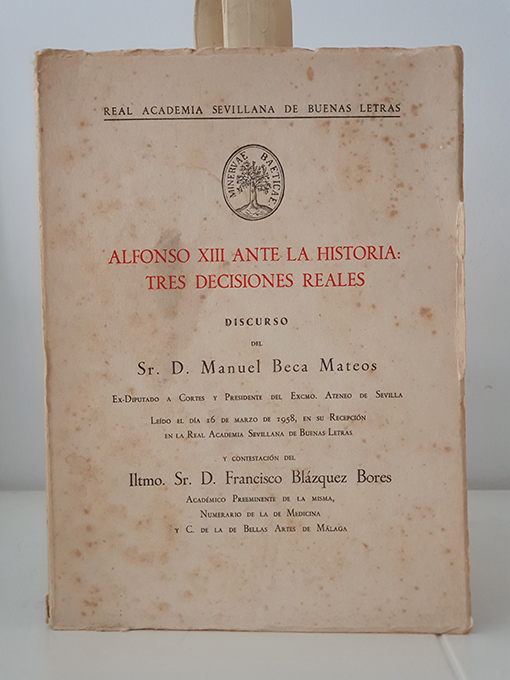 REAL ACADEMIA SEVILLANA DE BUENAS LETRAS
MINERVAE BAETICAE
ALFONSO XIII ANTE LA HISTORIA:
TRES DECISIONES REALES
DISCURSO
DEL
Sr. D. Manuel Beca Mateos
Ex-Diputado a Cortes y Presidente del Excmo. Ateneo de Sevilla
Leído el día 16 de marzo de 1958, en su Recepción
en la Real Academia Sevillana de Buenas Letras
y contestación del
Iltmo. Sr. D. Francisco Blázquez Bores
Académico Preeminente de la misma,
Numerario de la de Medicina
y C. de la de Bellas Artes de Málaga